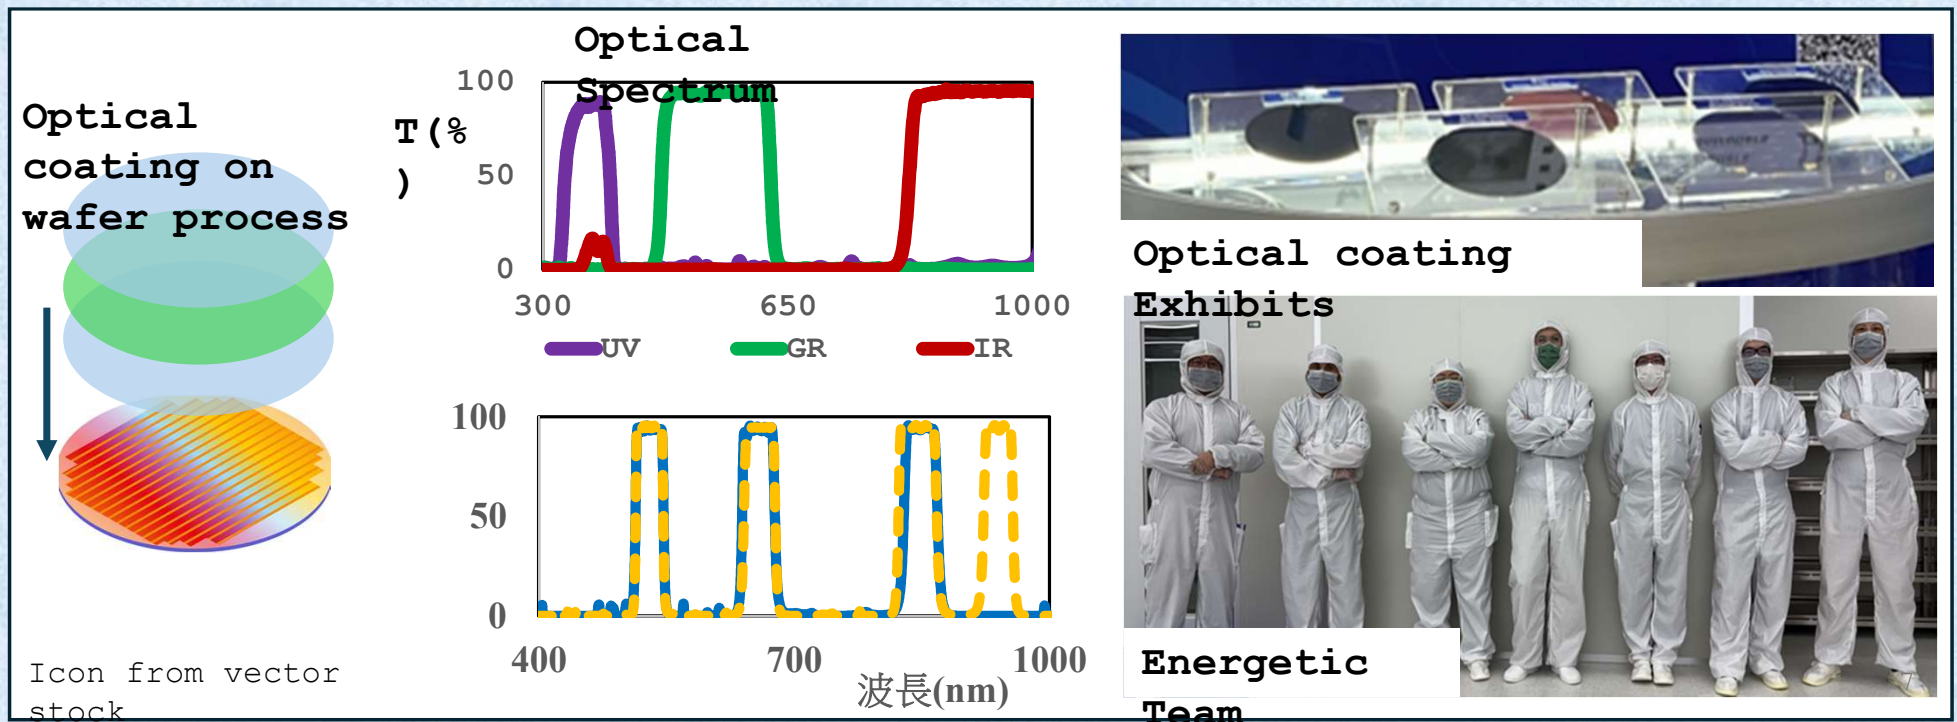 Optical
coating on
wafer process
Icon from vector
stock
Optical
Spectrum
T(%
)
100
50
0
300 650 1000
UV GR IR
100
50
0
400 700 1000
波長(nm)
Optical coating
Exhibits
Energetic
Team
7